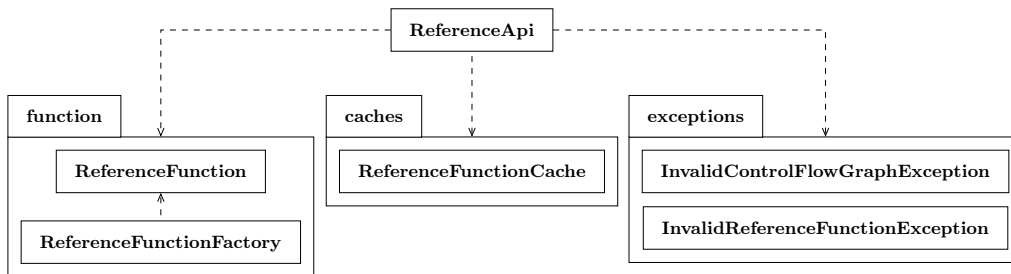 ReferenceApi
function
caches
exceptions
ReferenceFunction
ReferenceFunctionCache
InvalidControlFlowGraphException
ReferenceFunctionFactory
InvalidReferenceFunctionException